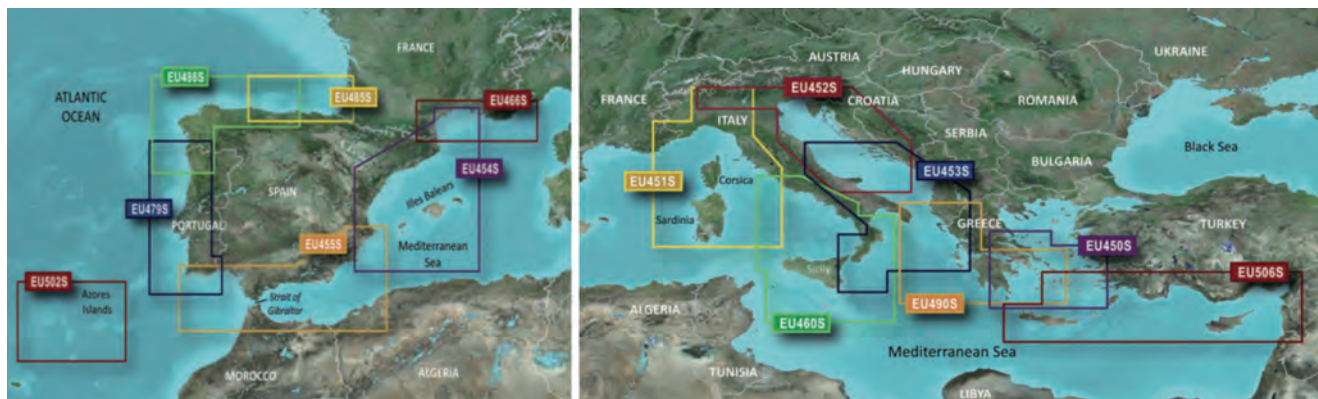 FRANCE
EU486S
ATLANTIC
OCEAN
EU485S
EU466S
SPAIN
EU454S
Illes Balears
EU479S
PORTUGAL
EU455S
Mediterranean
Sea
EU502S
Azores
Islands
Strait of
Gibraltar
MOROCCO
ALGERIA
UKRAINE
AUSTRIA
HUNGARY
EU452S
FRANCE
CROATIA
ROMANIA
ITALY
SERBIA
Black Sea
BULGARIA
EU451S
Corsica
EU453S
Sardinia
GREECE
TURKEY
EU450S
Sicily
EU506S
ALGERIA
EU490S
EU460S
Mediterranean Sea
TUNISIA
LIBYA